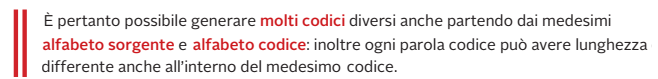 È pertanto possibile generare molti codici diversi anche partendo dai medesimi
alfabeto sorgente e alfabeto codice: inoltre ogni parola codice può avere lunghezza
differente anche all'interno del medesimo codice.